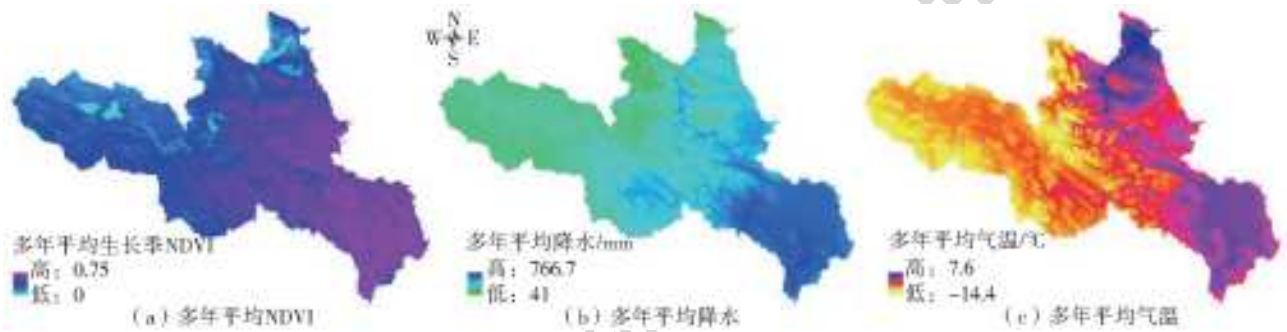 N
W E
S
多年平均生长季NDVI
高：0.75
低：0
(a)多年平均NDVI
多年平均降水/mm
高：766.7
低：41
(b)多年平均降水
多年平均气温/℃
高：7.6
低：-14.4
(c)多年平均气温